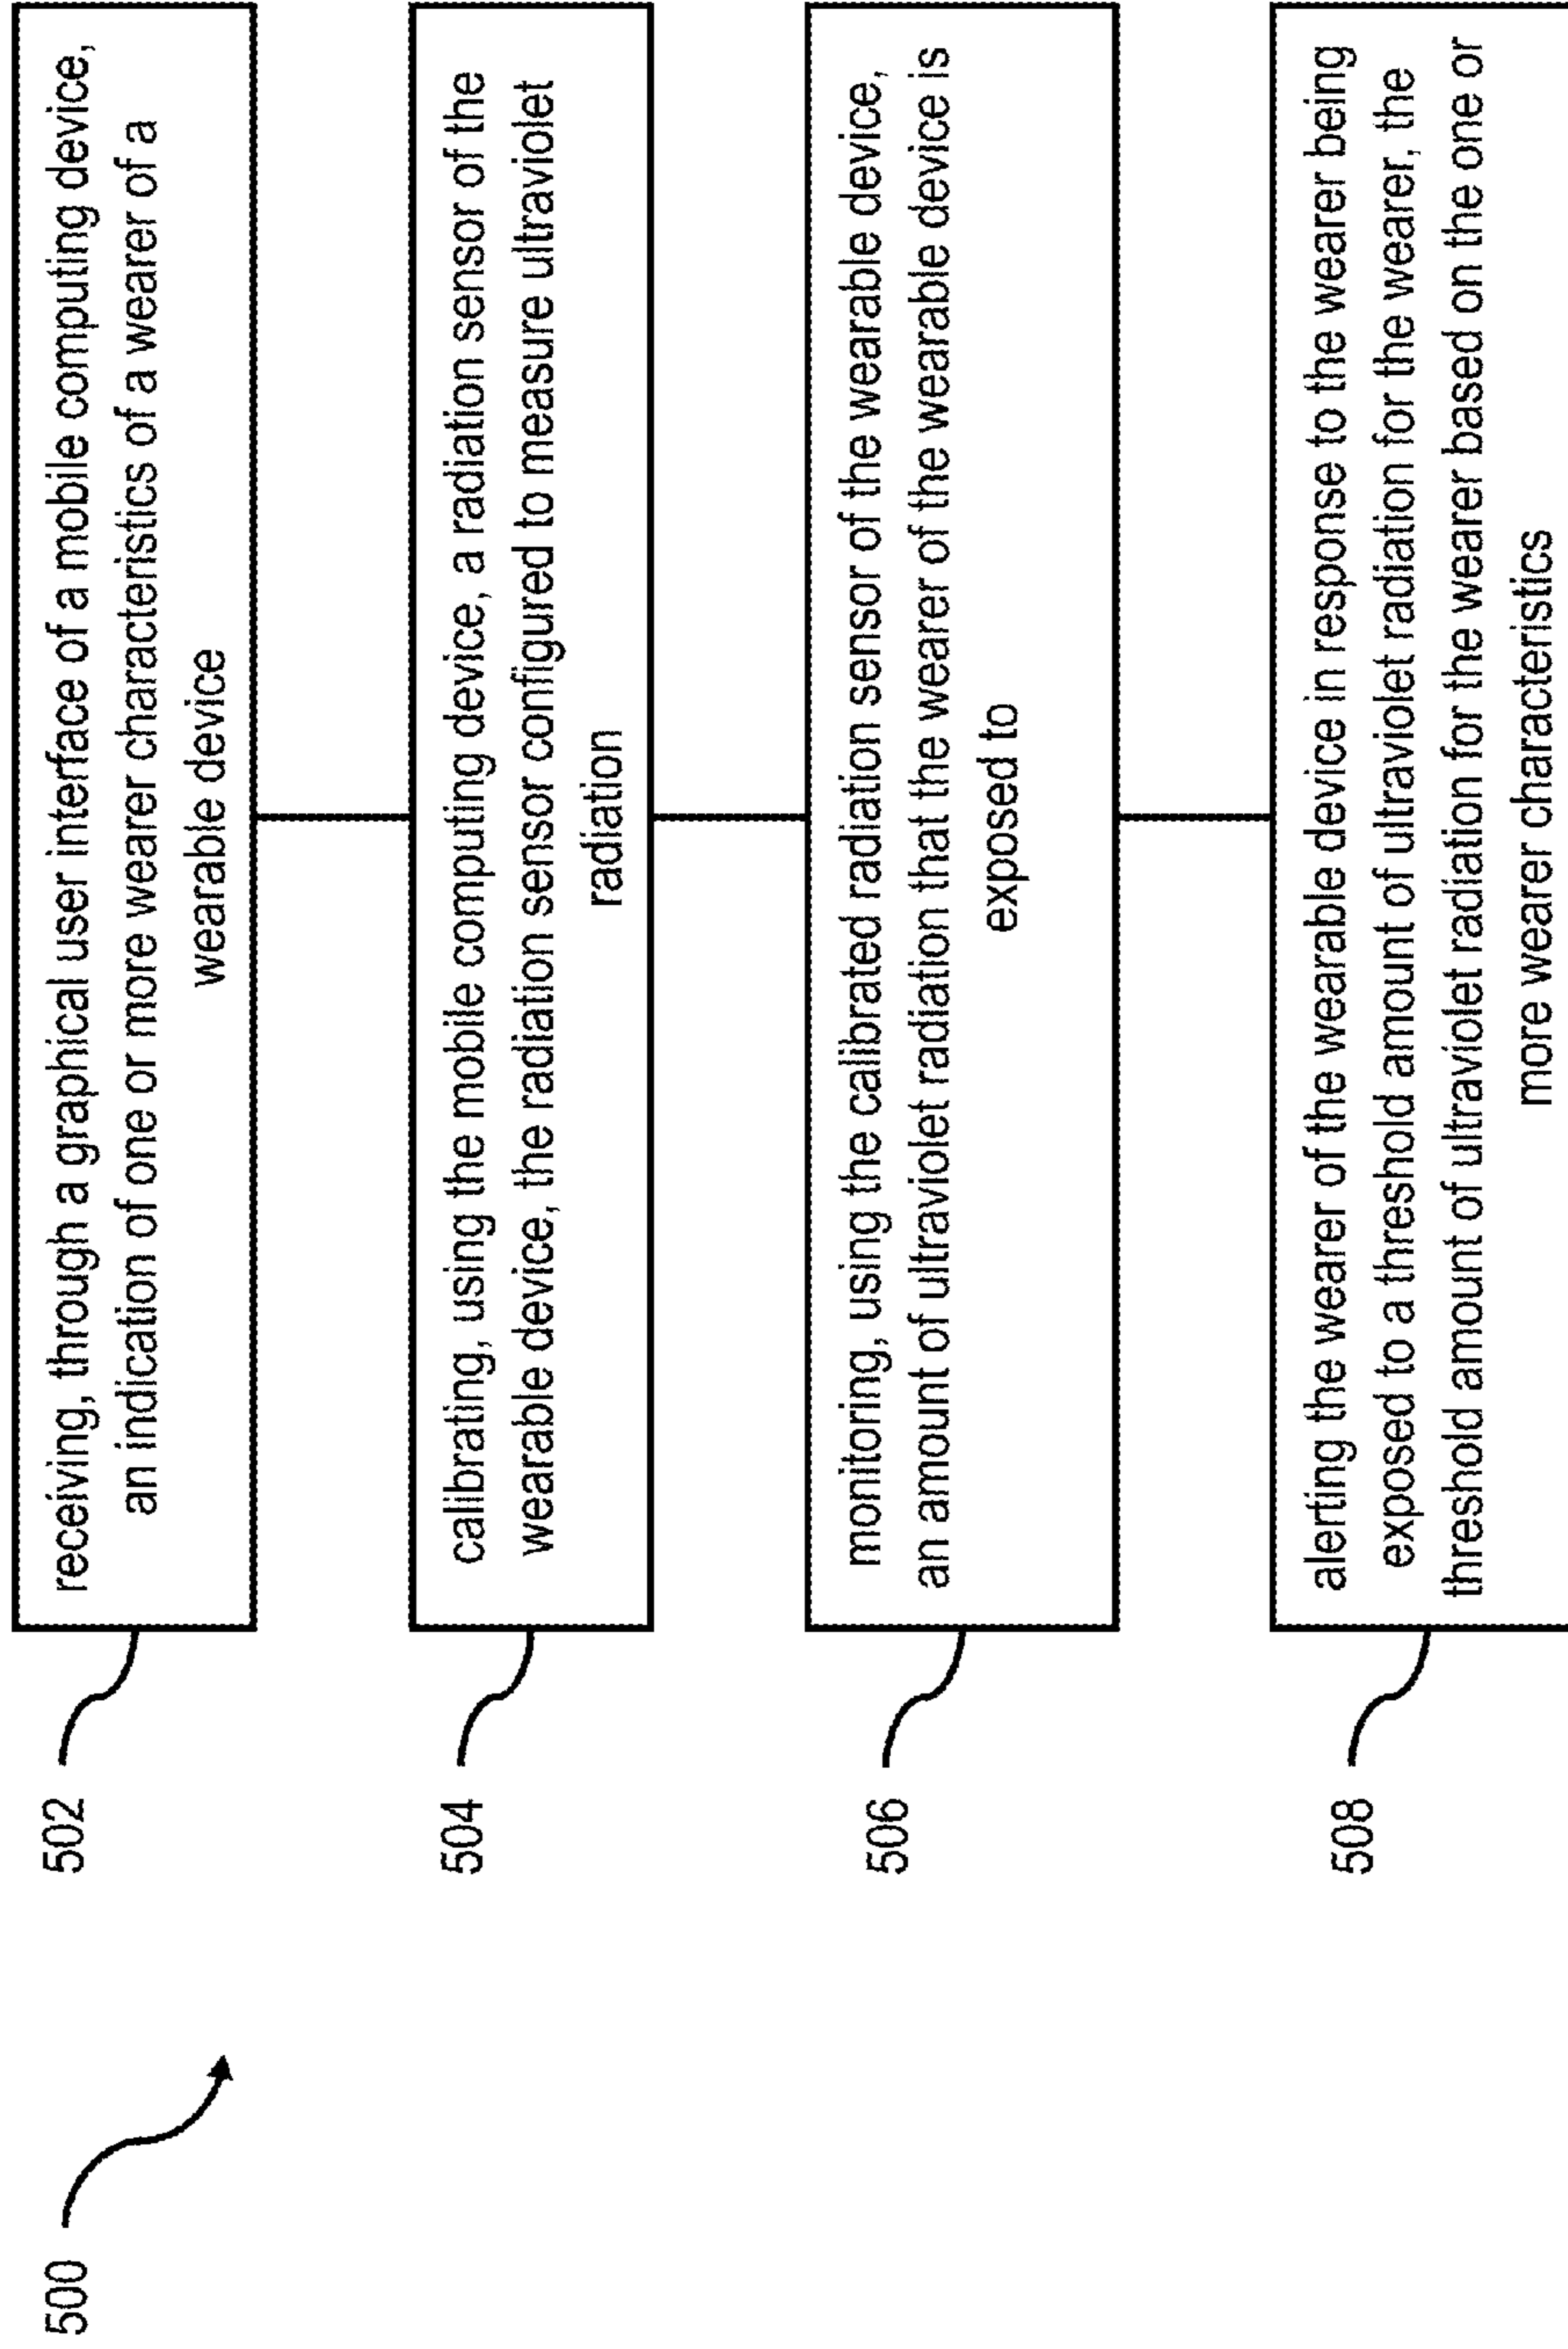 500
502
receiving, through a graphical user interface of a mobile computing device,
an indication of one or more wearer characteristics of a wearer of a
wearable device
504
calibrating, using the mobile computing device, a radiation sensor of the
wearable device, the radiation sensor configured to measure ultraviolet
radiation
506
monitoring, using the calibrated radiation sensor of the wearable device,
an amount of ultraviolet radiation that the wearer of the wearable device is
exposed to
508
alerting the wearer of the wearable device in response to the wearer being
exposed to a threshold amount of ultraviolet radiation for the wearer, the
threshold amount of ultraviolet radiation for the wearer based on the one or
more wearer characteristics